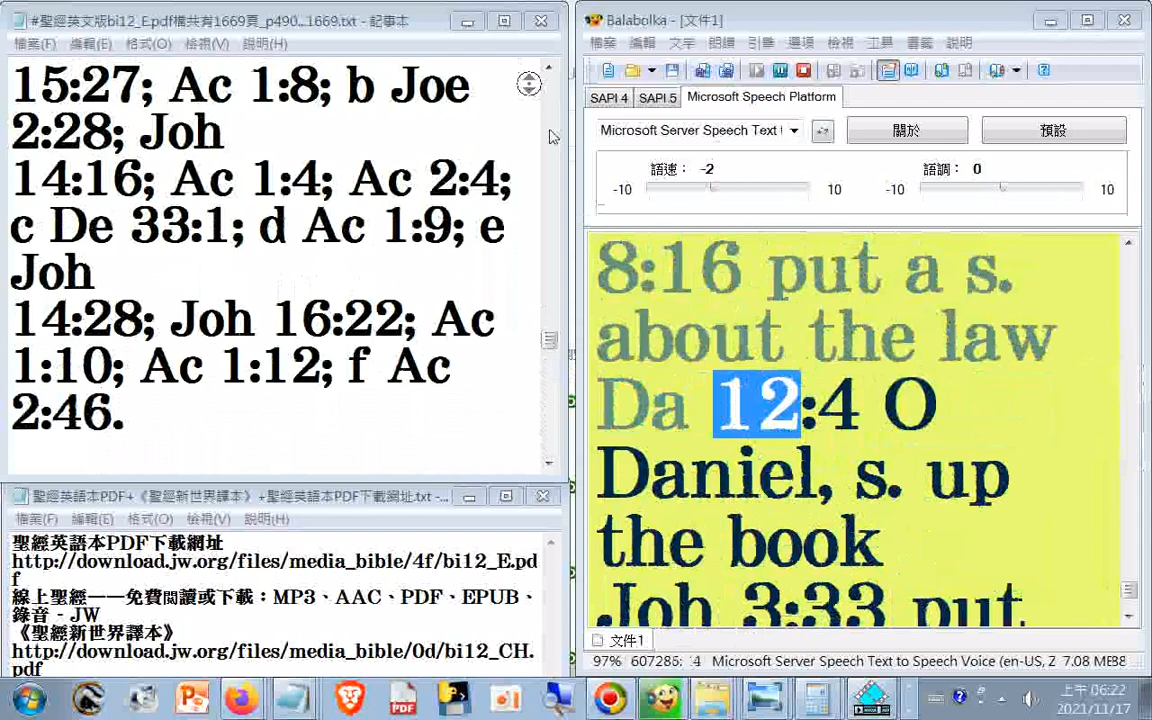 #聖經英文版bi12_E.pdf橫共有1669頁_p490...1669.txt - 記事本
檔案(F) 編輯(E) 格式(O) 檢視(V) 說明(H)
15:27; Ac 1:8; b Joe
2:28; Joh
14:16; Ac 1:4; Ac 2:4;
c De 33:1; d Ac 1:9; e
Joh
14:28; Joh 16:22; Ac
1:10; Ac 1:12; f Ac
2:46.
聖經英語本PDF+《聖經新世界譯本》+聖經英語本PDF下載網址.txt -...
檔案(F) 編輯(E) 格式(O) 檢視(V) 說明(H)
聖經英語本PDF下載網址
http://download.jw.org/files/media_bible/4f/bi12_E.pd
f
線上聖經——免費閱讀或下載：MP3、AAC、PDF、EPUB、
錄音 - JW
《聖經新世界譯本》
http://download.jw.org/files/media_bible/0d/bi12_CH.
pdf
Balabolka - [文件1]
檔案 編輯 文字 朗讀 引擎 選項 檢視 工具 書籤 說明
SAPI 4 SAPI 5 Microsoft Speech Platform
Microsoft Server Speech Text 關於 預設
語速： -2 語調： 0
-10 10 -10 10
8:16 put a s.
about the law
Da 12:4 O
Daniel, s. up
the book
Joh 3:33 put
文件1
97% 607285: 4 Microsoft Server Speech Text to Speech Voice (en-US, Z 7.08 MB
上午 06:22
2021/11/17